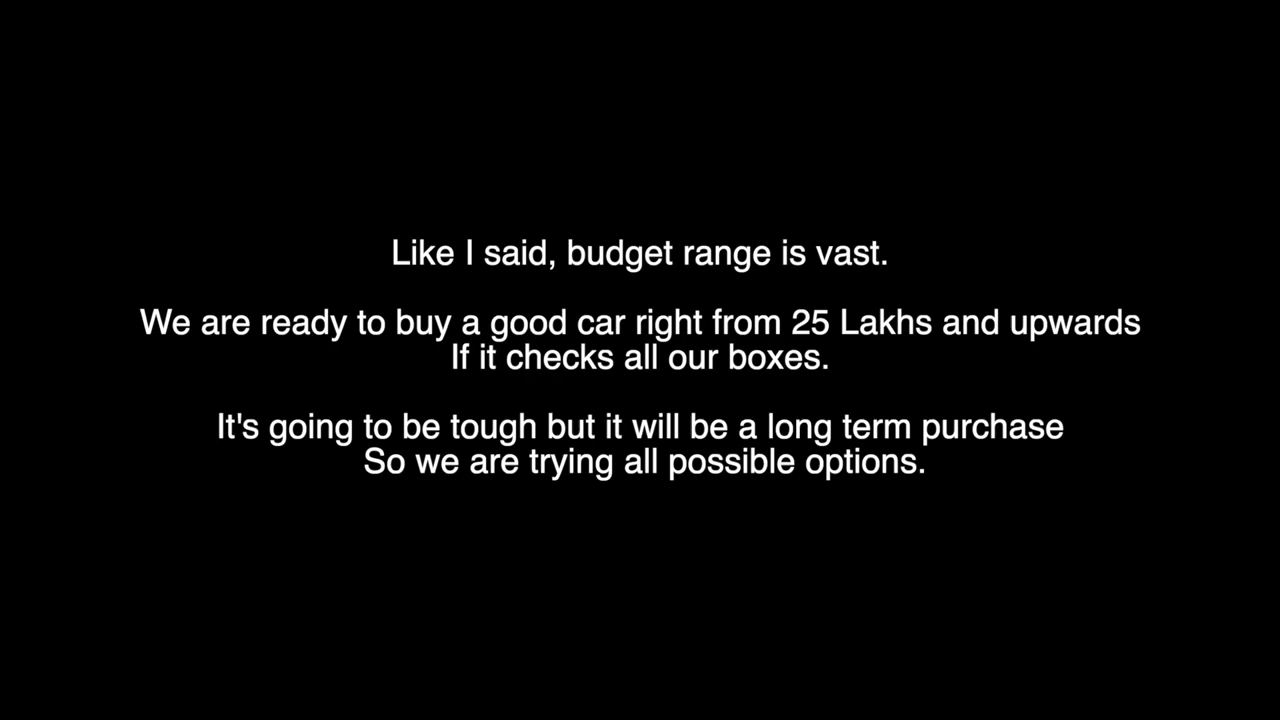 Like I said, budget range is vast.
We are ready to buy a good car right from 25 Lakhs and upwards
If it checks all our boxes.
It's going to be tough but it will be a long term purchase
So we are trying all possible options.